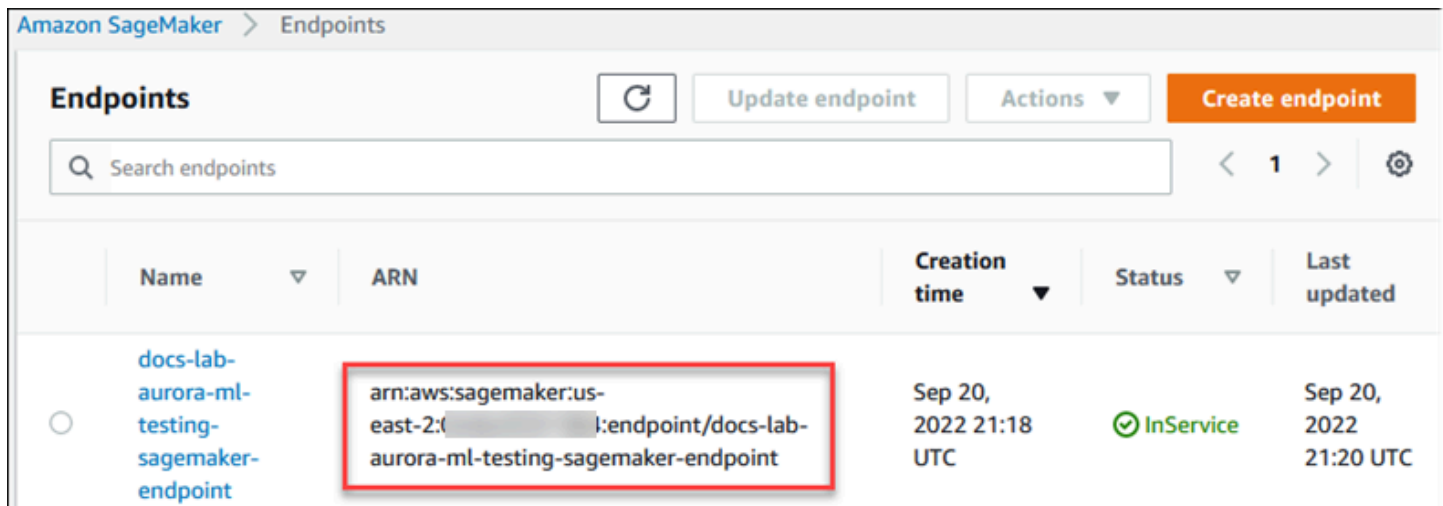 Amazon SageMaker > Endpoints
Endpoints
Update endpoint
Actions ▼
Create endpoint
Search endpoints
< 1 >
Name
ARN
Creation
time
Status
Last
updated
docs-lab-
aurora-ml-
testing-
sagemaker-
endpoint
arn:aws:sagemaker:us-
east-2: :endpoint/docs-lab-
aurora-ml-testing-sagemaker-endpoint
Sep 20,
2022 21:18
UTC
InService
Sep 20,
2022
21:20 UTC